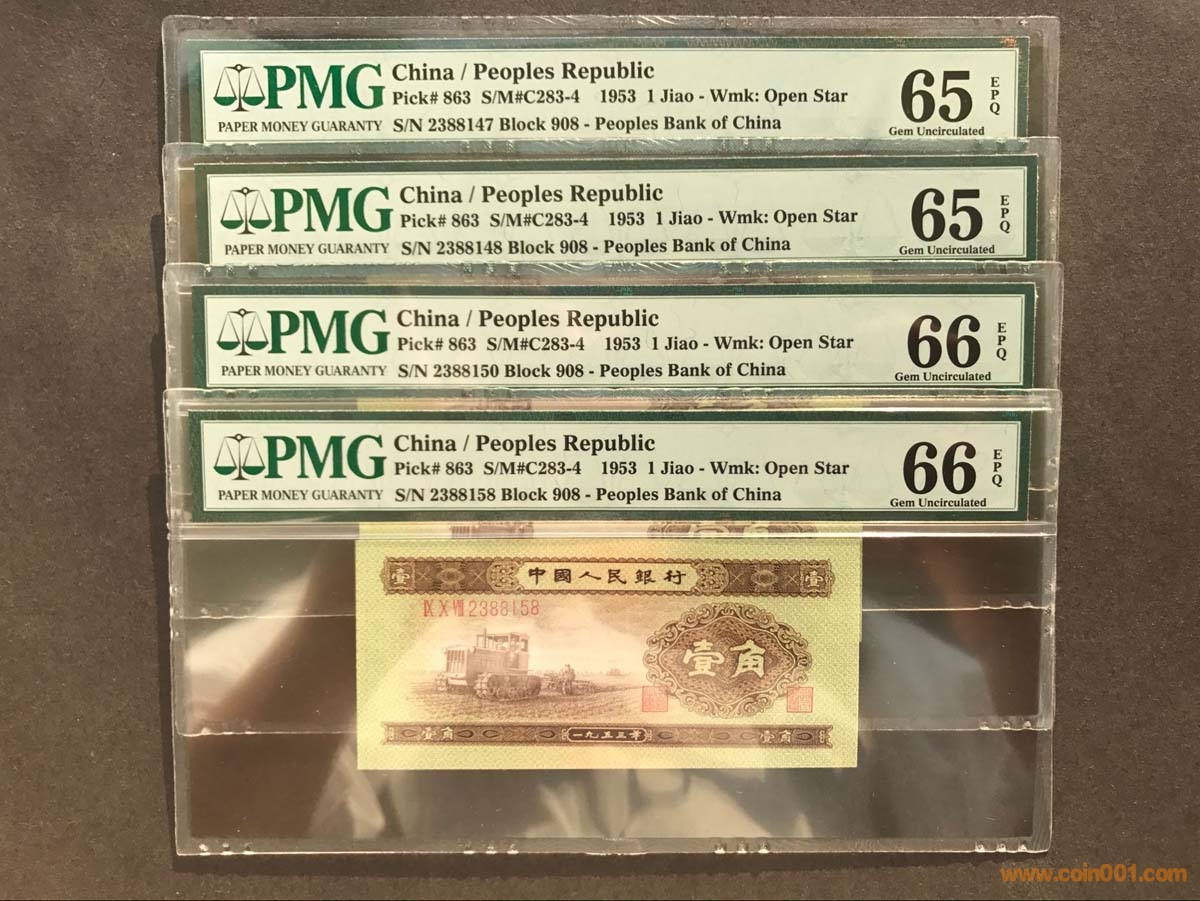 PMG
PAPER MONEY GUARANTY
China / Peoples Republic
Pick# 863 S/M#C283-4 1953 1 Jiao - Wmk: Open Star
S/N 2388147 Block 908 - Peoples Bank of China
65
EPQ
Gem Uncirculated
PMG
PAPER MONEY GUARANTY
China / Peoples Republic
Pick# 863 S/M#C283-4 1953 1 Jiao - Wmk: Open Star
S/N 2388148 Block 908 - Peoples Bank of China
65
EPQ
Gem Uncirculated
PMG
PAPER MONEY GUARANTY
China / Peoples Republic
Pick# 863 S/M#C283-4 1953 1 Jiao - Wmk: Open Star
S/N 2388150 Block 908 - Peoples Bank of China
66
EPQ
Gem Uncirculated
PMG
PAPER MONEY GUARANTY
China / Peoples Republic
Pick# 863 S/M#C283-4 1953 1 Jiao - Wmk: Open Star
S/N 2388158 Block 908 - Peoples Bank of China
66
EPQ
Gem Uncirculated
壹 中國人民銀行 壹
IX X VIII 2388158
壹角
壹角 一九五三年 壹角
www.coin001.com